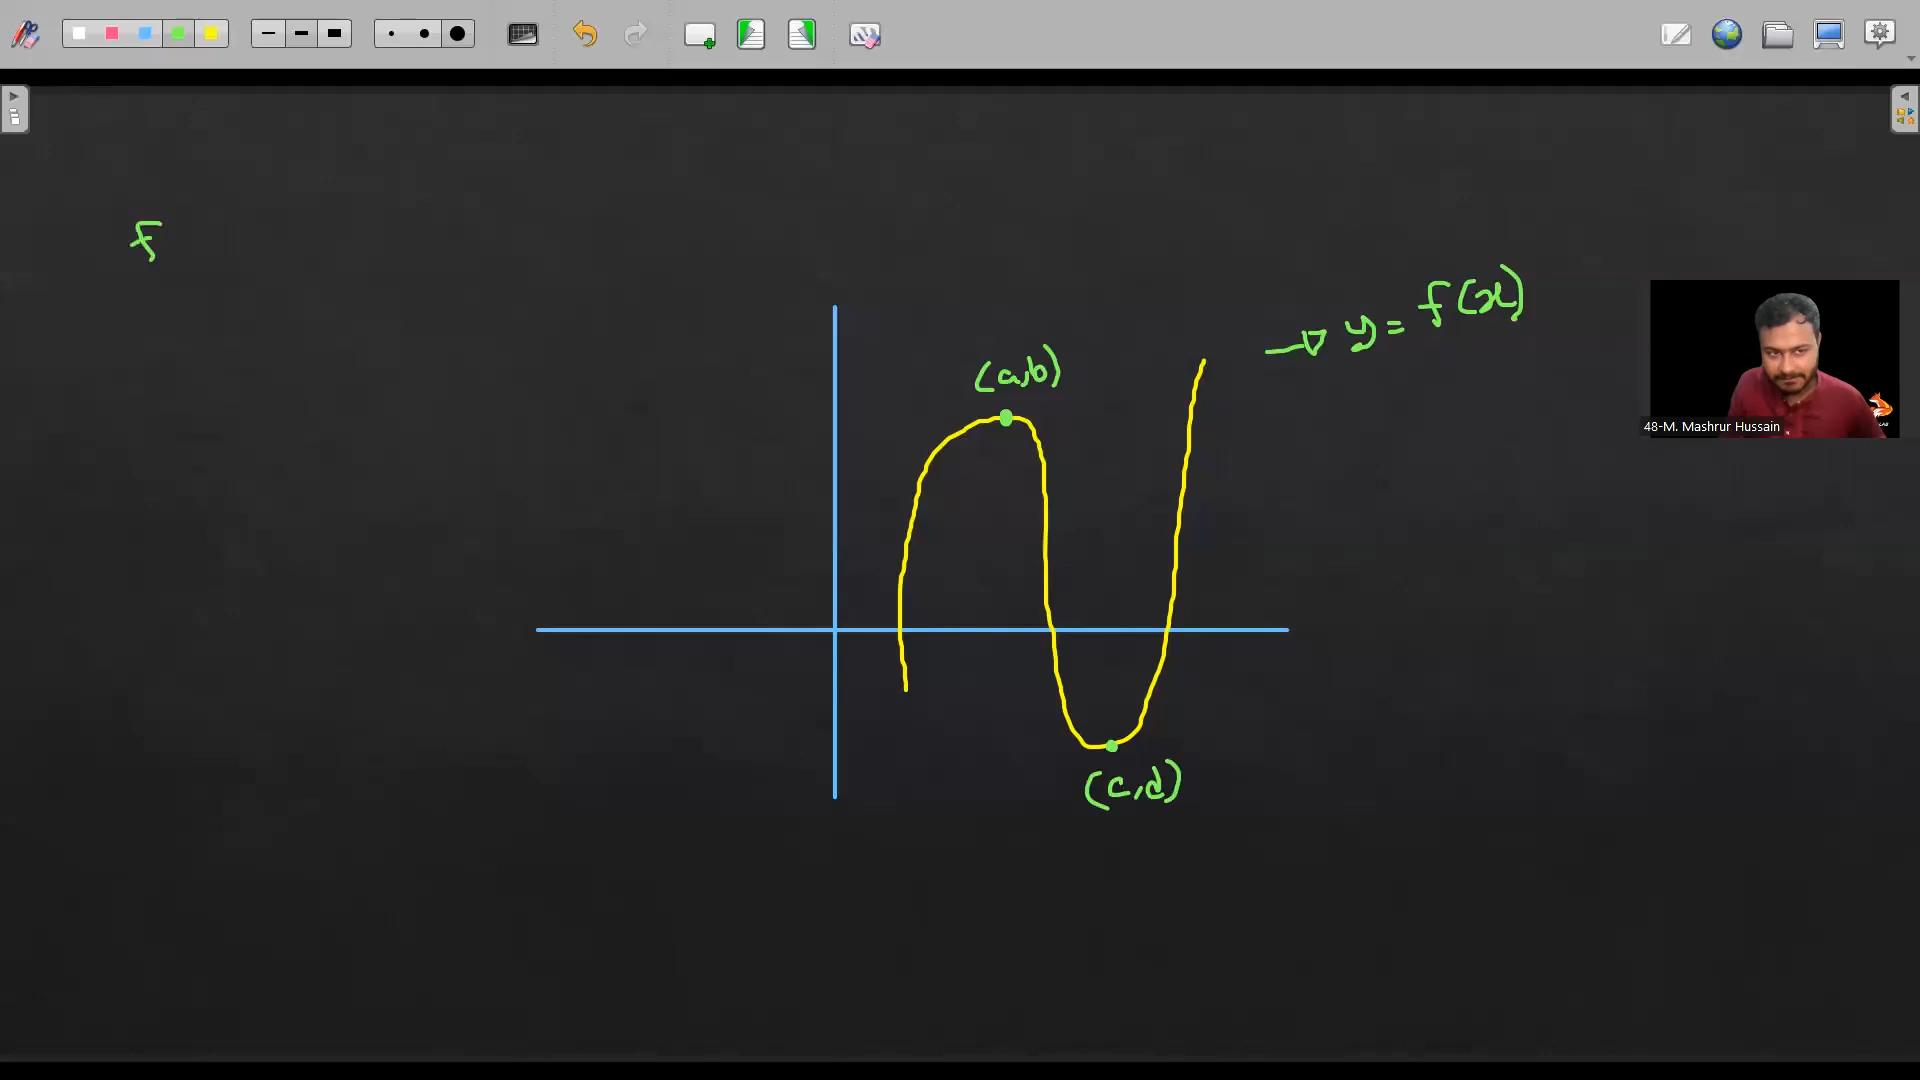 f
y = f(x)
(a,b)
48-M. Mashrur Hussain
(c,d)